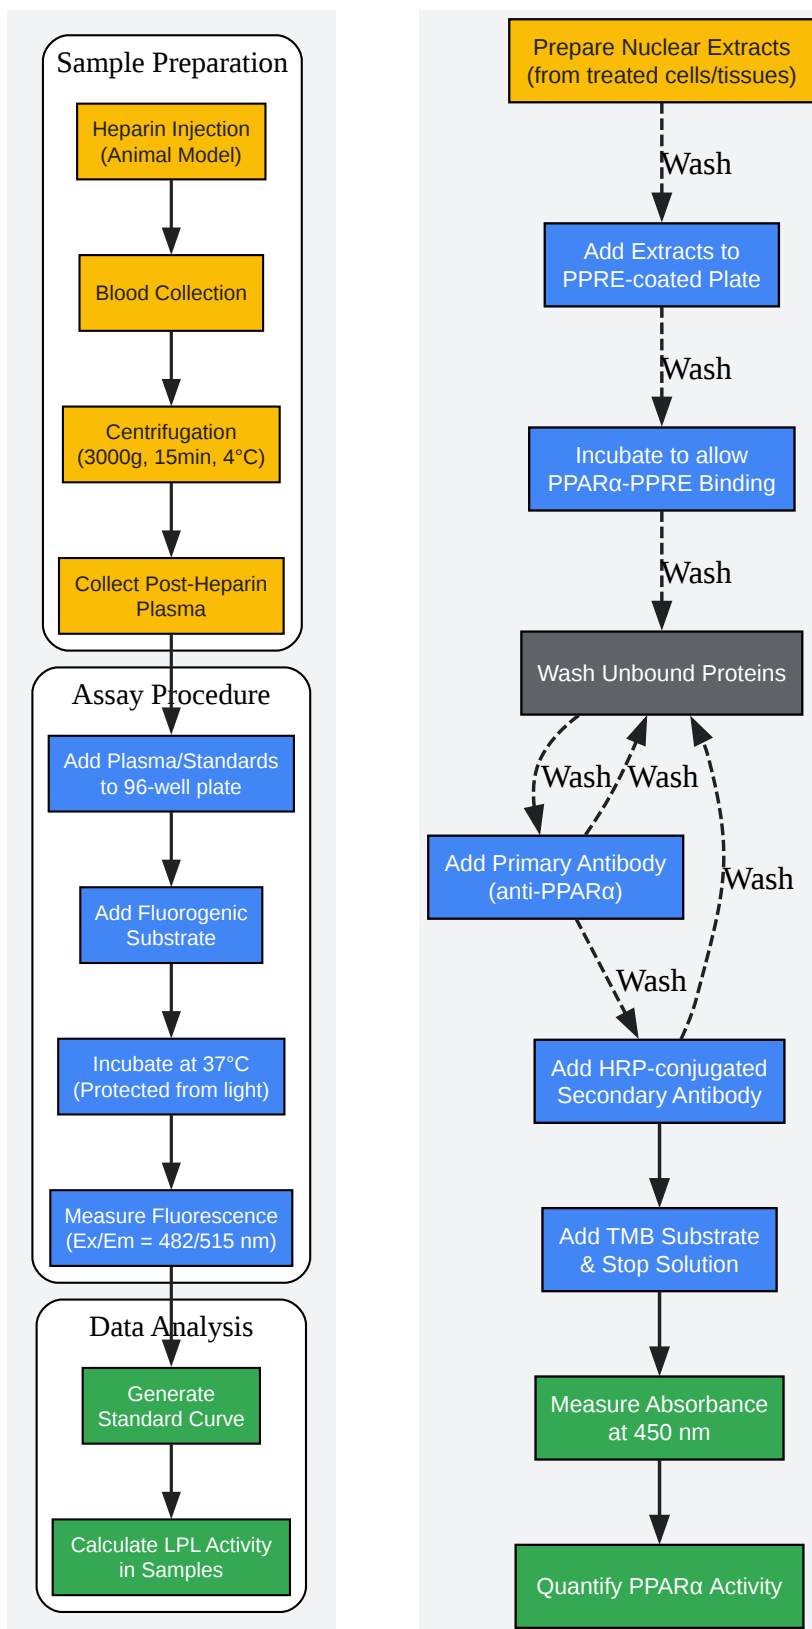 Sample Preparation
Heparin Injection
(Animal Model)
Blood Collection
Centrifugation
(3000g, 15min, 4°C)
Collect Post-Heparin
Plasma
Assay Procedure
Add Plasma/Standards
to 96-well plate
Add Fluorogenic
Substrate
Incubate at 37°C
(Protected from light)
Measure Fluorescence
(Ex/Em = 482/515 nm)
Data Analysis
Generate
Standard Curve
Calculate LPL Activity
in Samples
Prepare Nuclear Extracts
(from treated cells/tissues)
Wash
Add Extracts to
PPRE-coated Plate
Wash
Incubate to allow
PPARα-PPRE Binding
Wash
Wash Unbound Proteins
Wash
Wash
Add Primary Antibody
(anti-PPARα)
Wash
Wash
Add HRP-conjugated
Secondary Antibody
Add TMB Substrate
& Stop Solution
Measure Absorbance
at 450 nm
Quantify PPARα Activity